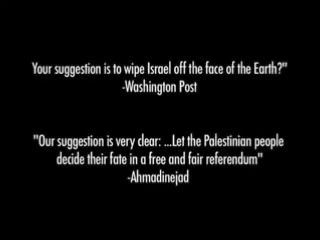 Your suggestion is to wipe Israel off the face of the Earth?"
-Washington Post
"Our suggestion is very clear: ...Let the Palestinian people
decide their fate in a free and fair referendum"
-Ahmadinejad